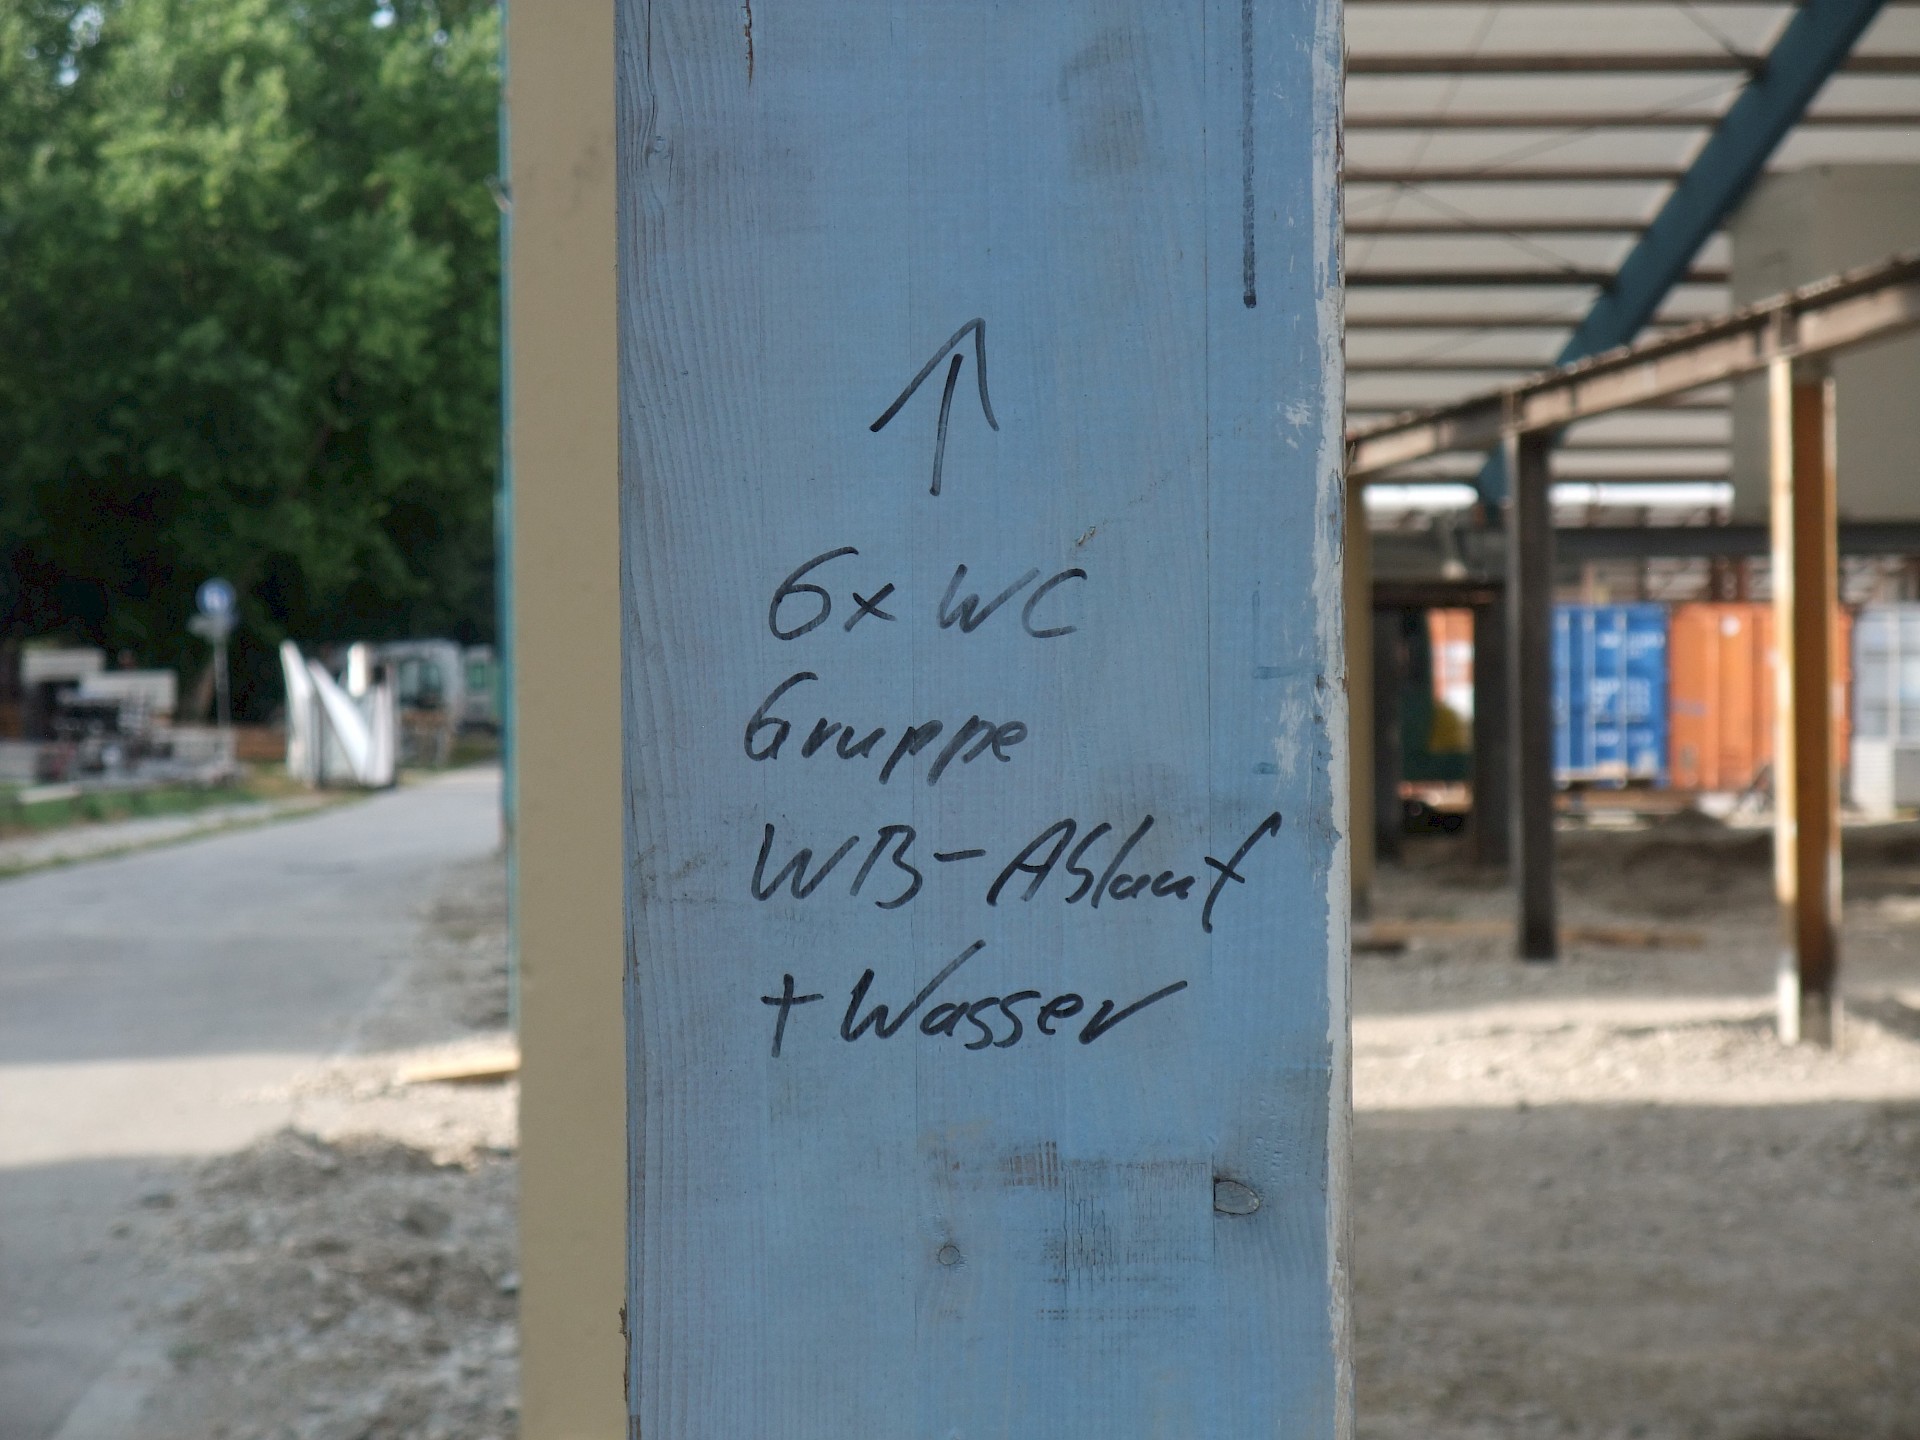 6x WC
Gruppe
WB-Ablauf
+ Wasser